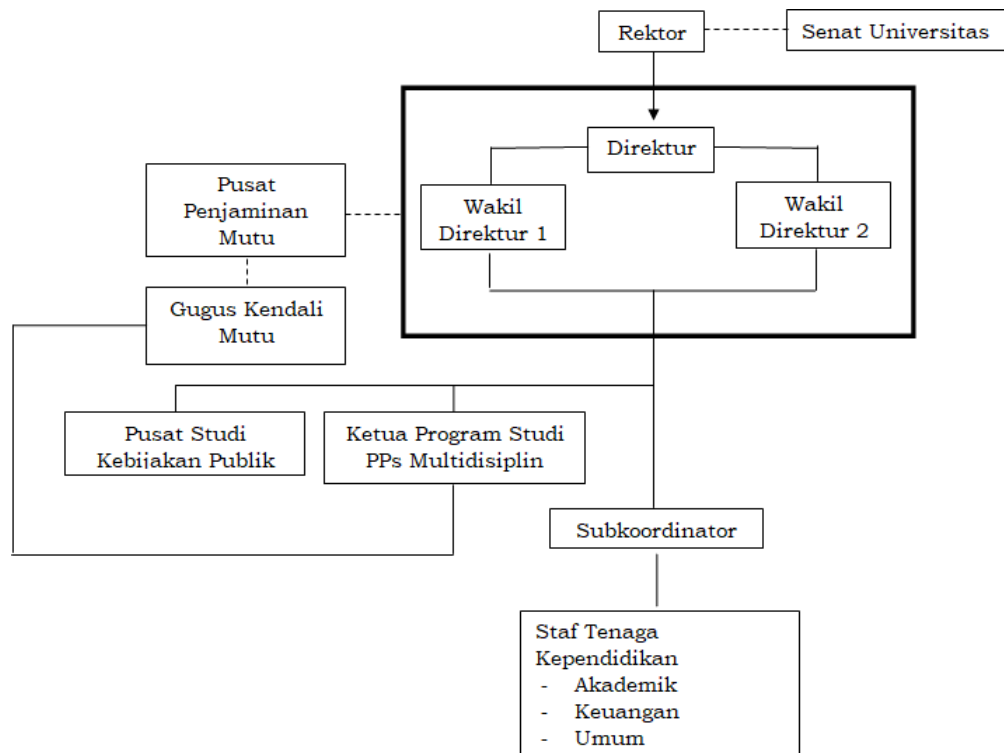 Rektor
Senat Universitas
Direktur
Pusat
Penjaminan
Mutu
Wakil
Direktur 1
Wakil
Direktur 2
Gugus Kendali
Mutu
Pusat Studi
Kebijakan Publik
Ketua Program Studi
PPs Multidisiplin
Subkoordinator
Staf Tenaga
Kependidikan
- Akademik
- Keuangan
- Umum